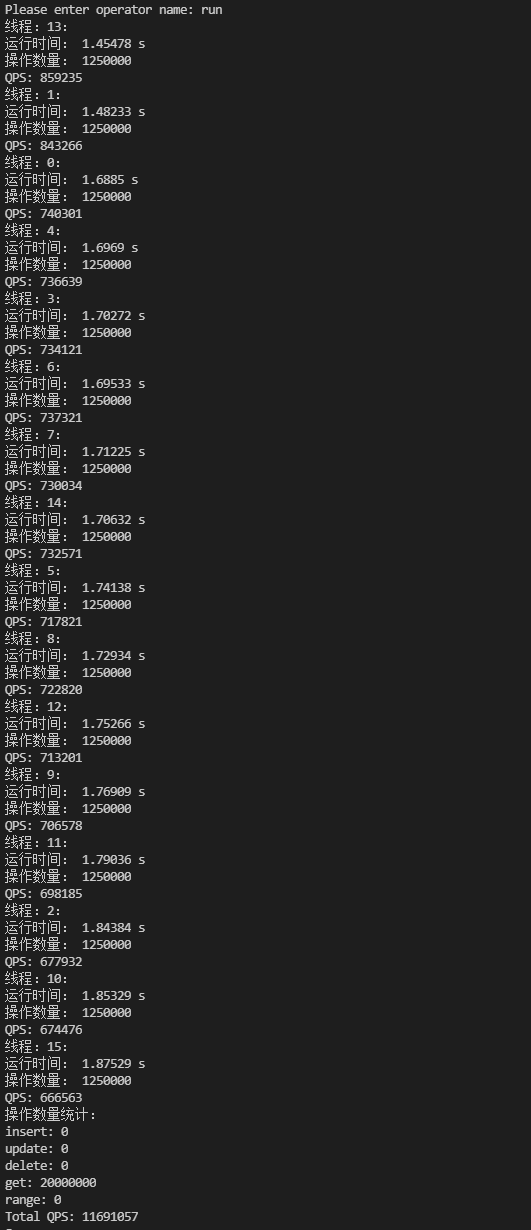 Please enter operator name: run
线程: 13:
运行时间:  1.45478 s
操作数量:  1250000
QPS: 859235
线程: 1:
运行时间:  1.48233 s
操作数量:  1250000
QPS: 843266
线程: 0:
运行时间:  1.6885 s
操作数量:  1250000
QPS: 740301
线程: 4:
运行时间:  1.6969 s
操作数量:  1250000
QPS: 736639
线程: 3:
运行时间:  1.70272 s
操作数量:  1250000
QPS: 734121
线程: 6:
运行时间:  1.69533 s
操作数量:  1250000
QPS: 737321
线程: 7:
运行时间:  1.71225 s
操作数量:  1250000
QPS: 730034
线程: 14:
运行时间:  1.70632 s
操作数量:  1250000
QPS: 732571
线程: 5:
运行时间:  1.74138 s
操作数量:  1250000
QPS: 717821
线程: 8:
运行时间:  1.72934 s
操作数量:  1250000
QPS: 722820
线程: 12:
运行时间:  1.75266 s
操作数量:  1250000
QPS: 713201
线程: 9:
运行时间:  1.76909 s
操作数量:  1250000
QPS: 706578
线程: 11:
运行时间:  1.79036 s
操作数量:  1250000
QPS: 698185
线程: 2:
运行时间:  1.84384 s
操作数量:  1250000
QPS: 677932
线程: 10:
运行时间:  1.85329 s
操作数量:  1250000
QPS: 674476
线程: 15:
运行时间:  1.87529 s
操作数量:  1250000
QPS: 666563
操作数量统计:
insert: 0
update: 0
delete: 0
get: 20000000
range: 0
Total QPS: 11691057